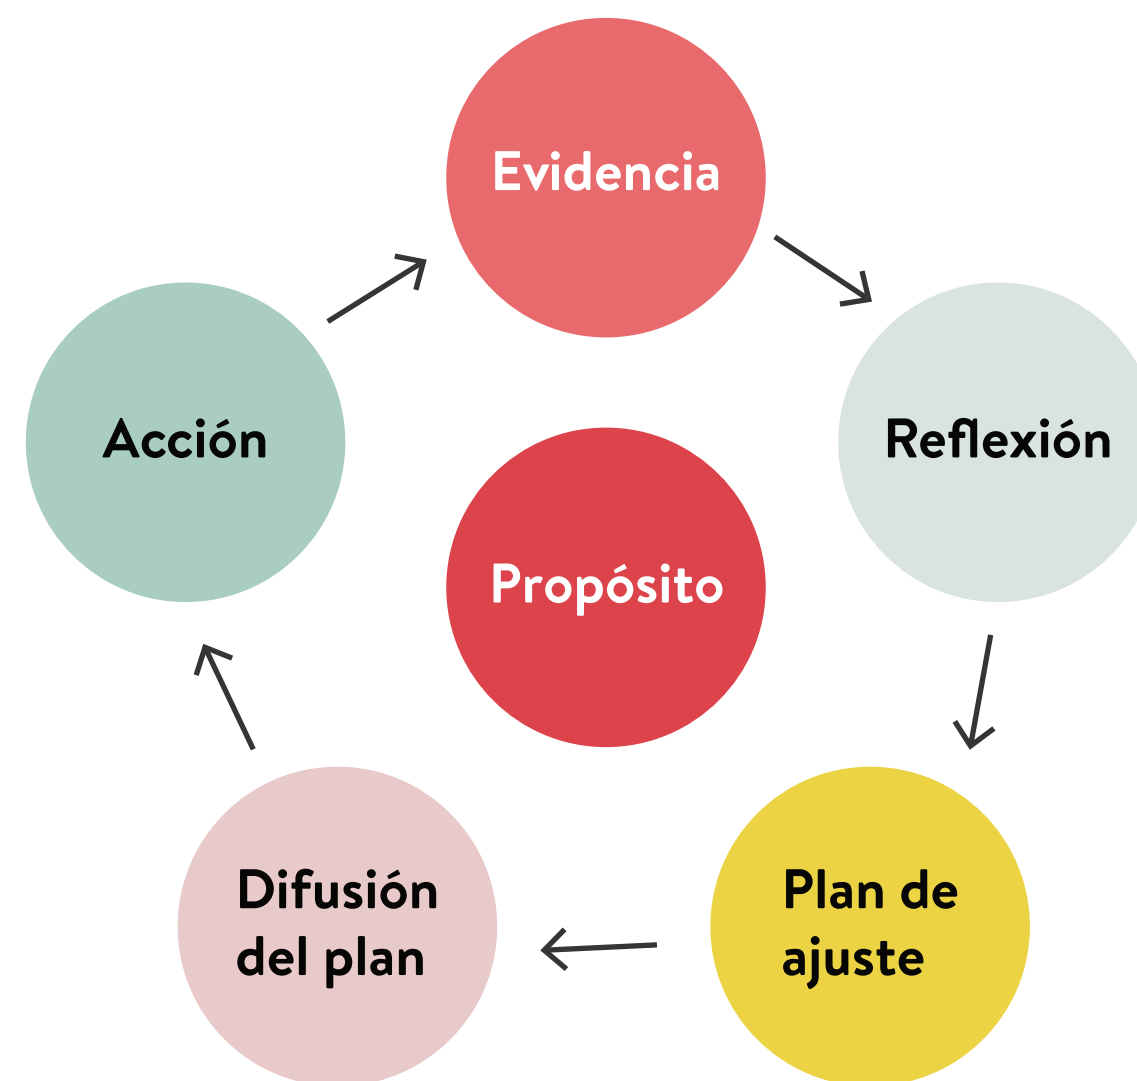 Evidencia
Acción
Reflexión
Propósito
Difusión
del plan
Plan de
ajuste